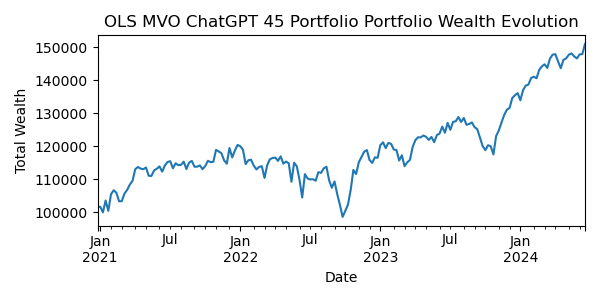 OLS MVO ChatGPT 45 Portfolio Portfolio Wealth Evolution
150000
140000
130000
120000
110000
100000
Total Wealth
Jan Jul Jan Jul Jan Jul Jan
2021 2022 2023 2024
Date